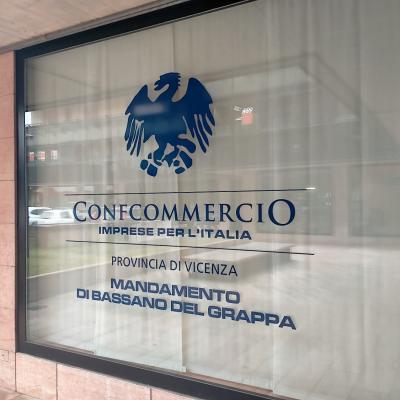 CONFCOMMERCIO
IMPRESE PER L'ITALIA
PROVINCIA DI VICENZA
MANDAMENTO
DI BASSANO DEL GRAPPA